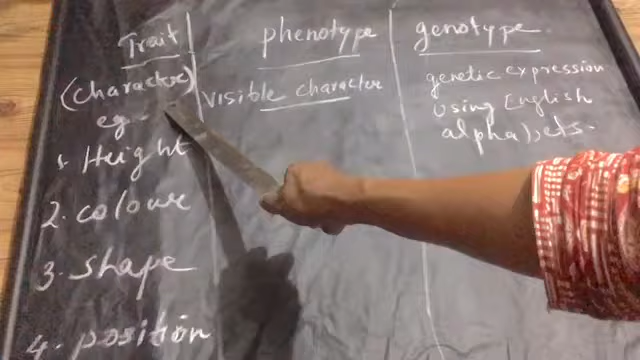 Trait
(Character)
eg -
1. Height
2. colour
3. shape
4. position
phenotype
visible character
genotype
genetic expression
using English
alphabets.